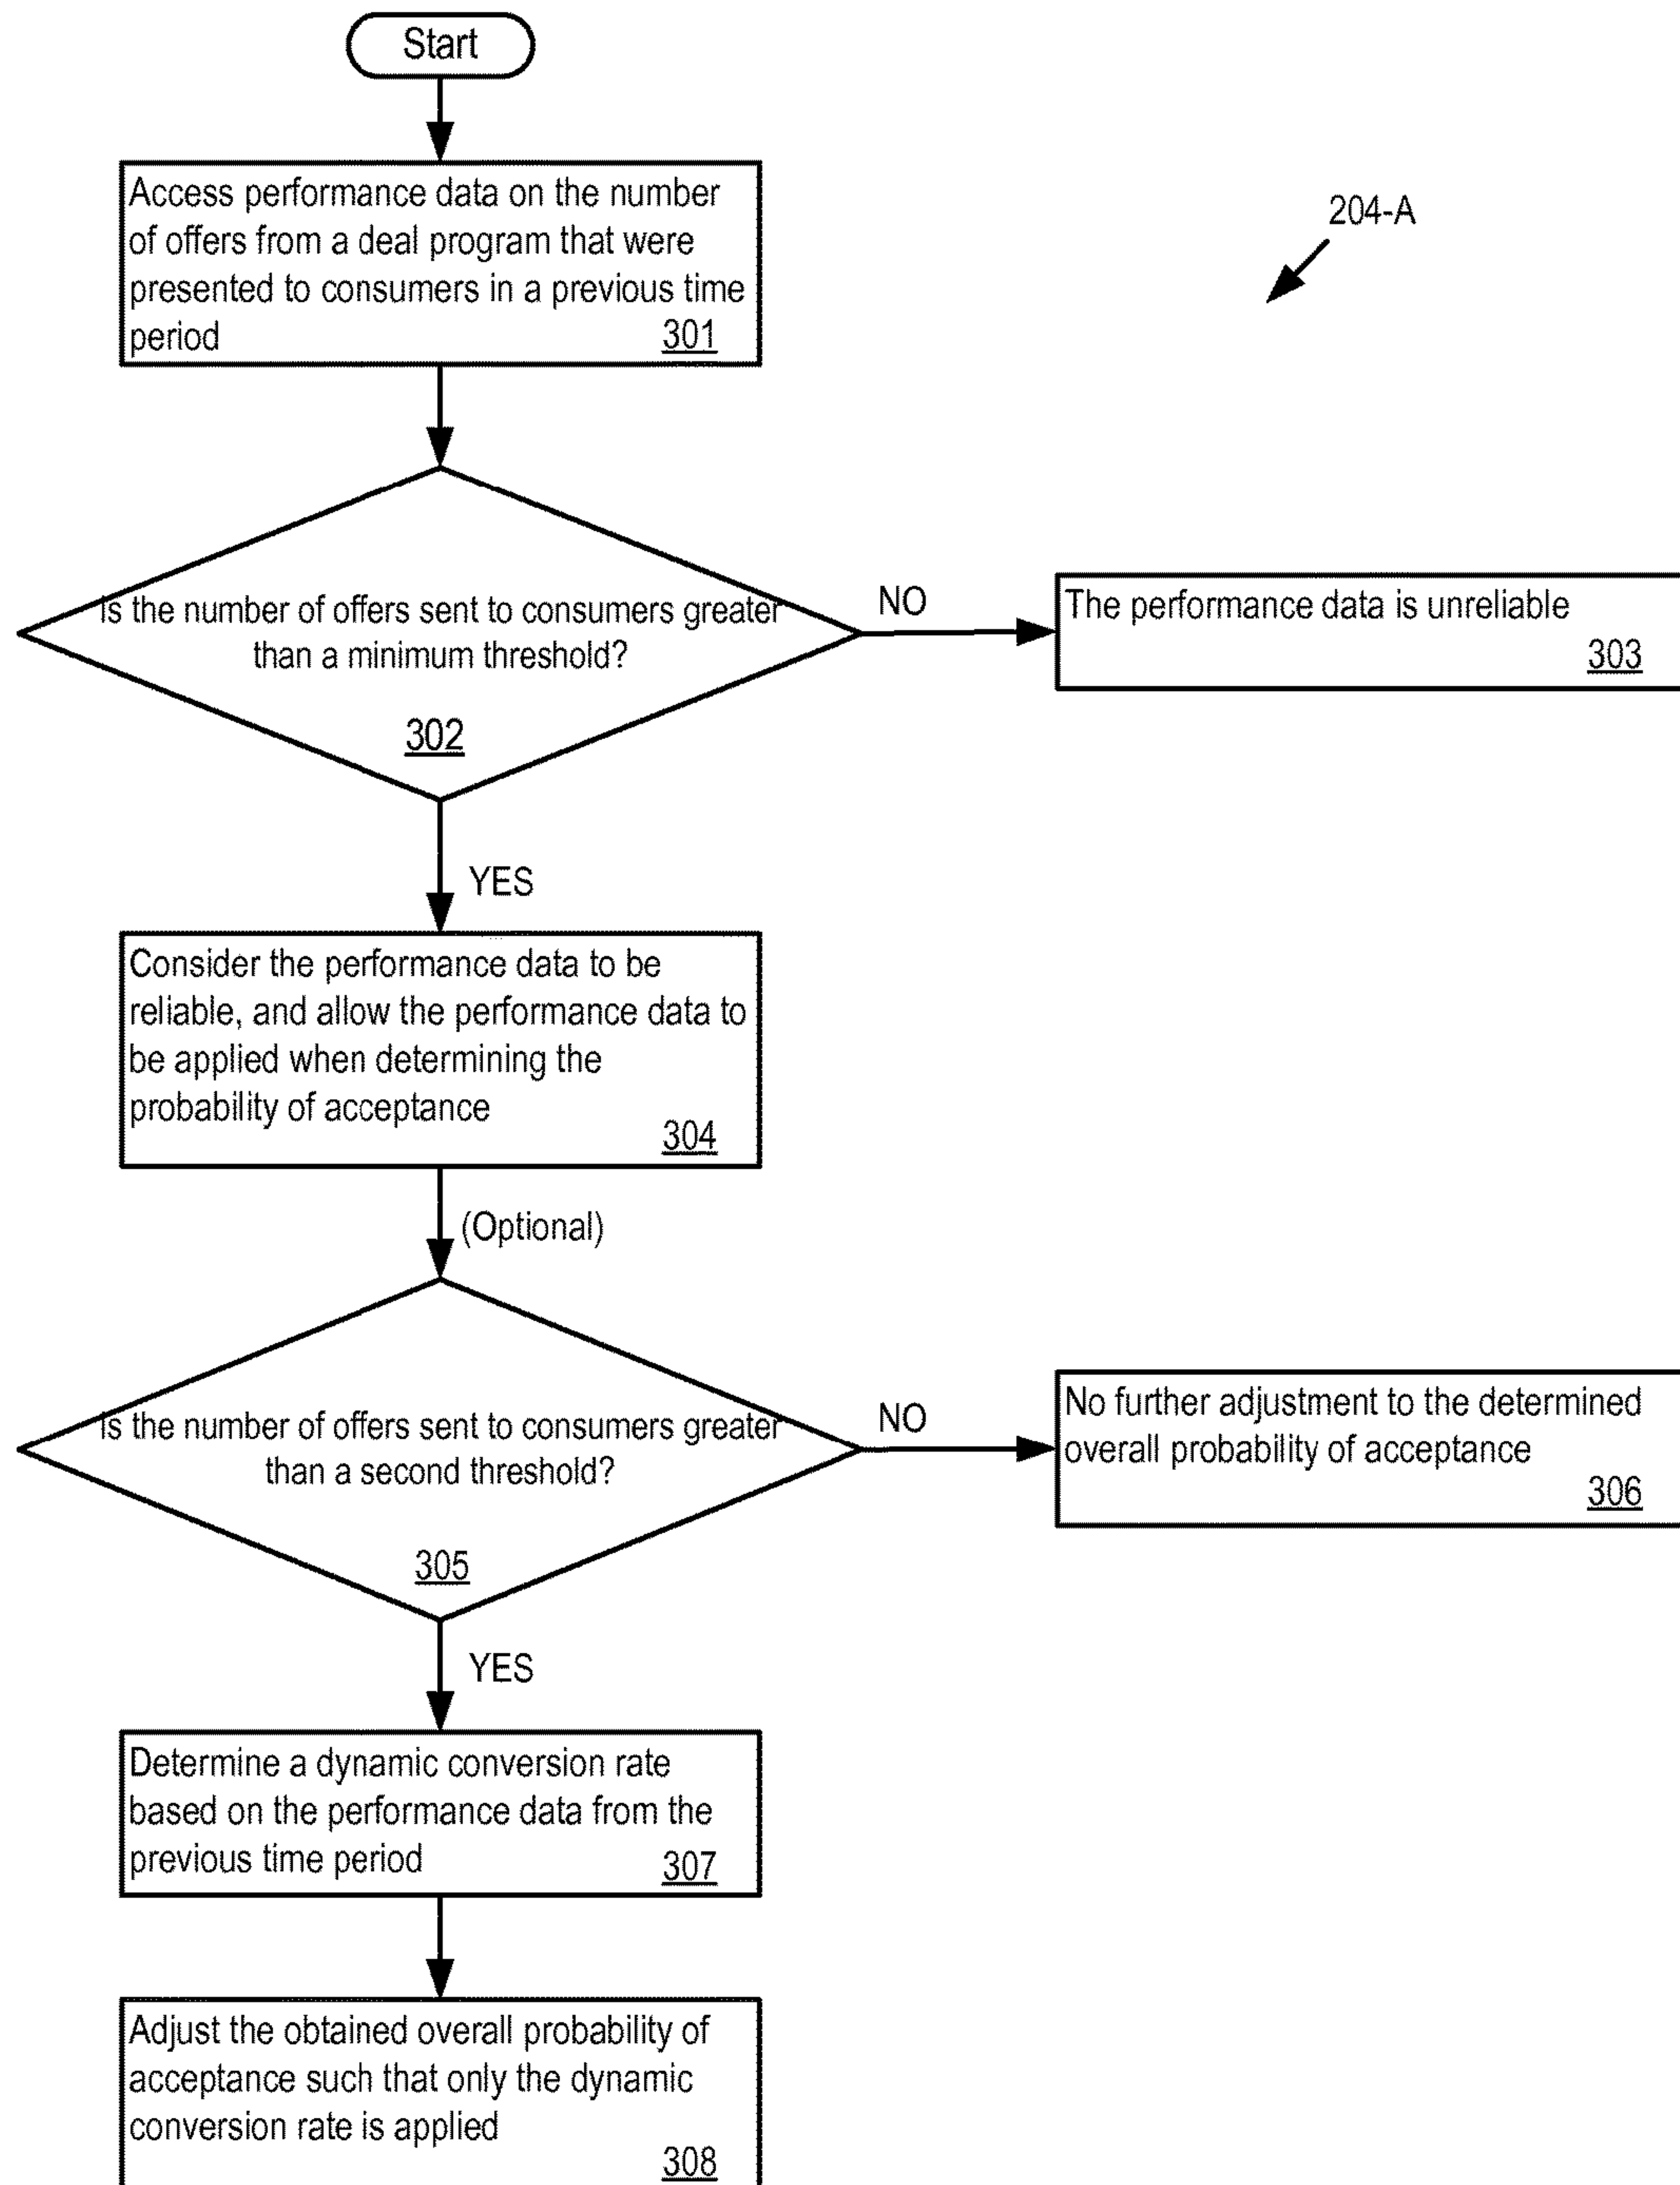 Start
Access performance data on the number
of offers from a deal program that were
presented to consumers in a previous time
period
301
204-A
Is the number of offers sent to consumers greater
than a minimum threshold?
302
NO
The performance data is unreliable
303
YES
Consider the performance data to be
reliable, and allow the performance data to
be applied when determining the
probability of acceptance
304
(Optional)
Is the number of offers sent to consumers greater
than a second threshold?
305
NO
No further adjustment to the determined
overall probability of acceptance
306
YES
Determine a dynamic conversion rate
based on the performance data from the
previous time period
307
Adjust the obtained overall probability of
acceptance such that only the dynamic
conversion rate is applied
308